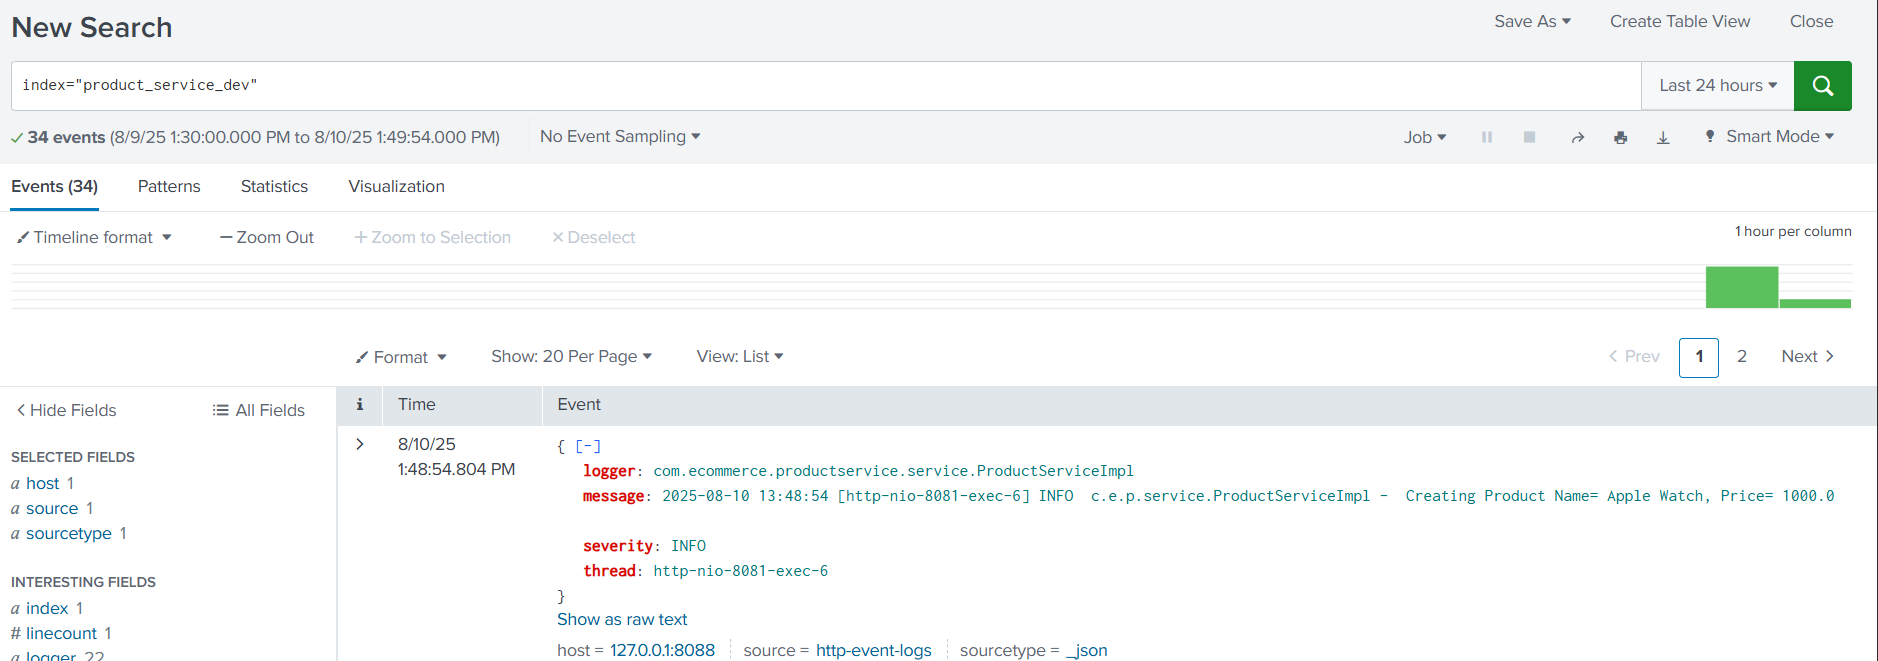 New Search
Save As
Create Table View
Close
index="product_service_dev"
Last 24 hours
34 events (8/9/25 1:30:00.000 PM to 8/10/25 1:49:54.000 PM)
No Event Sampling
Job
Smart Mode
Events (34)
Patterns
Statistics
Visualization
Timeline format
Zoom Out
+ Zoom to Selection
× Deselect
1 hour per column
Format
Show: 20 Per Page
View: List
< Prev
1
2
Next >
< Hide Fields
All Fields
i
Time
Event
SELECTED FIELDS
a host 1
a source 1
a sourcetype 1
INTERESTING FIELDS
a index 1
# linecount 1
a logger 22
>
8/10/25
1:48:54.804 PM
{ [-]
logger: com.ecommerce.productservice.service.ProductServiceImpl
message: 2025-08-10 13:48:54 [http-nio-8081-exec-6] INFO c.e.p.service.ProductServiceImpl - Creating Product Name= Apple Watch, Price= 1000.0
severity: INFO
thread: http-nio-8081-exec-6
}
Show as raw text
host = 127.0.0.1:8088
source = http-event-logs
sourcetype = _json